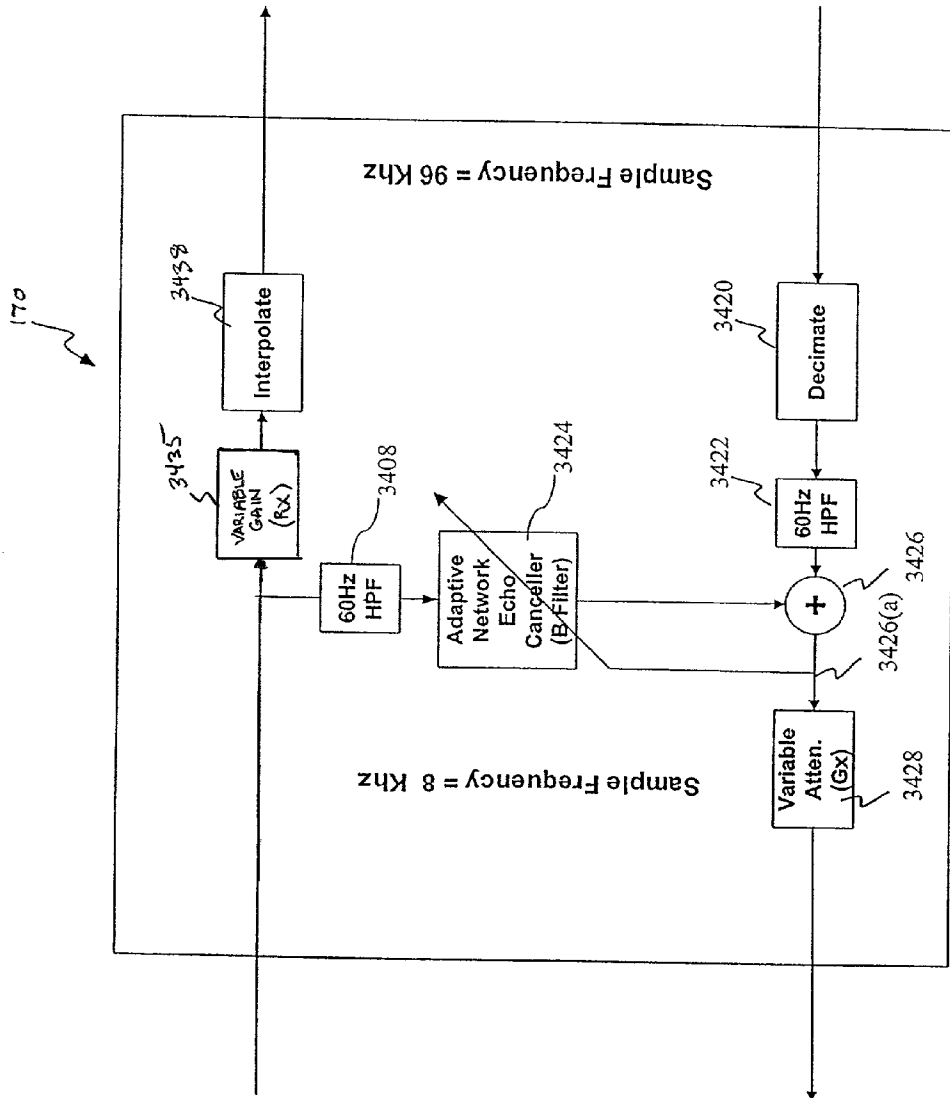 170
3438
Interpolate
3435
VARIABLE
GAIN
(RX)
3408
60Hz
HPF
3424
Adaptive
Network
Echo
Canceller
(B Filter)
Sample Frequency = 96 Khz
3420
Decimate
3422
60Hz
HPF
+
3426
3426(a)
Sample Frequency = 8 Khz
Variable
Atten.
(Gx)
3428